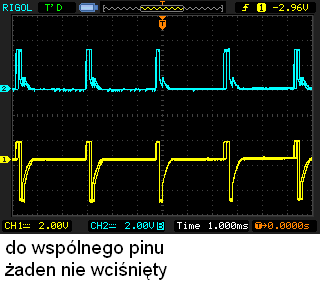 RIGOL T'D f 1 -2.96V
T
2
1
CH1= 2.00V CH2= 2.00V Time 1.000ms T→0.0000s
do wspólnego pinu
żaden nie wciśnięty